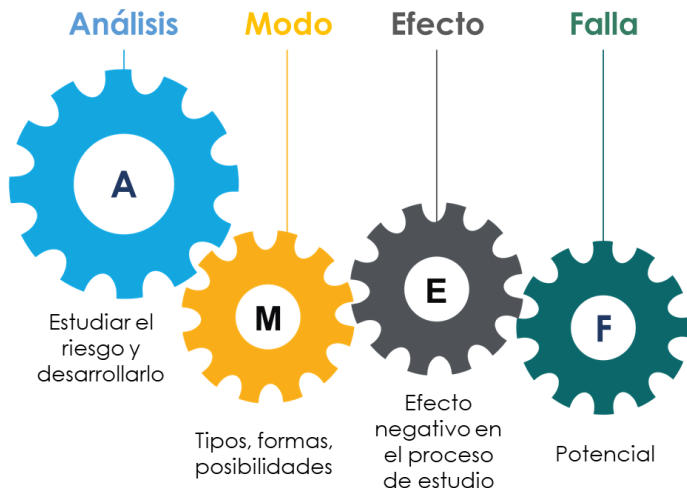 Análisis
Modo
Efecto
Falla
A
M
E
F
Estudiar el
riesgo y
desarrollarlo
Tipos, formas,
posibilidades
Efecto
negativo en
el proceso
de estudio
Potencial